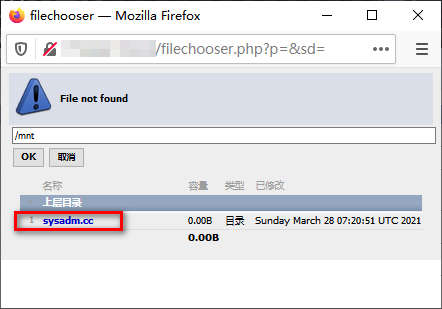 filechooser — Mozilla Firefox
/filechooser.php?p=&sd=
File not found
/mnt
OK 取消
名称 容量 类型 已修改
上层目录
1 sysadm.cc 0.00B 目录 Sunday March 28 07:20:51 UTC 2021
0.00B